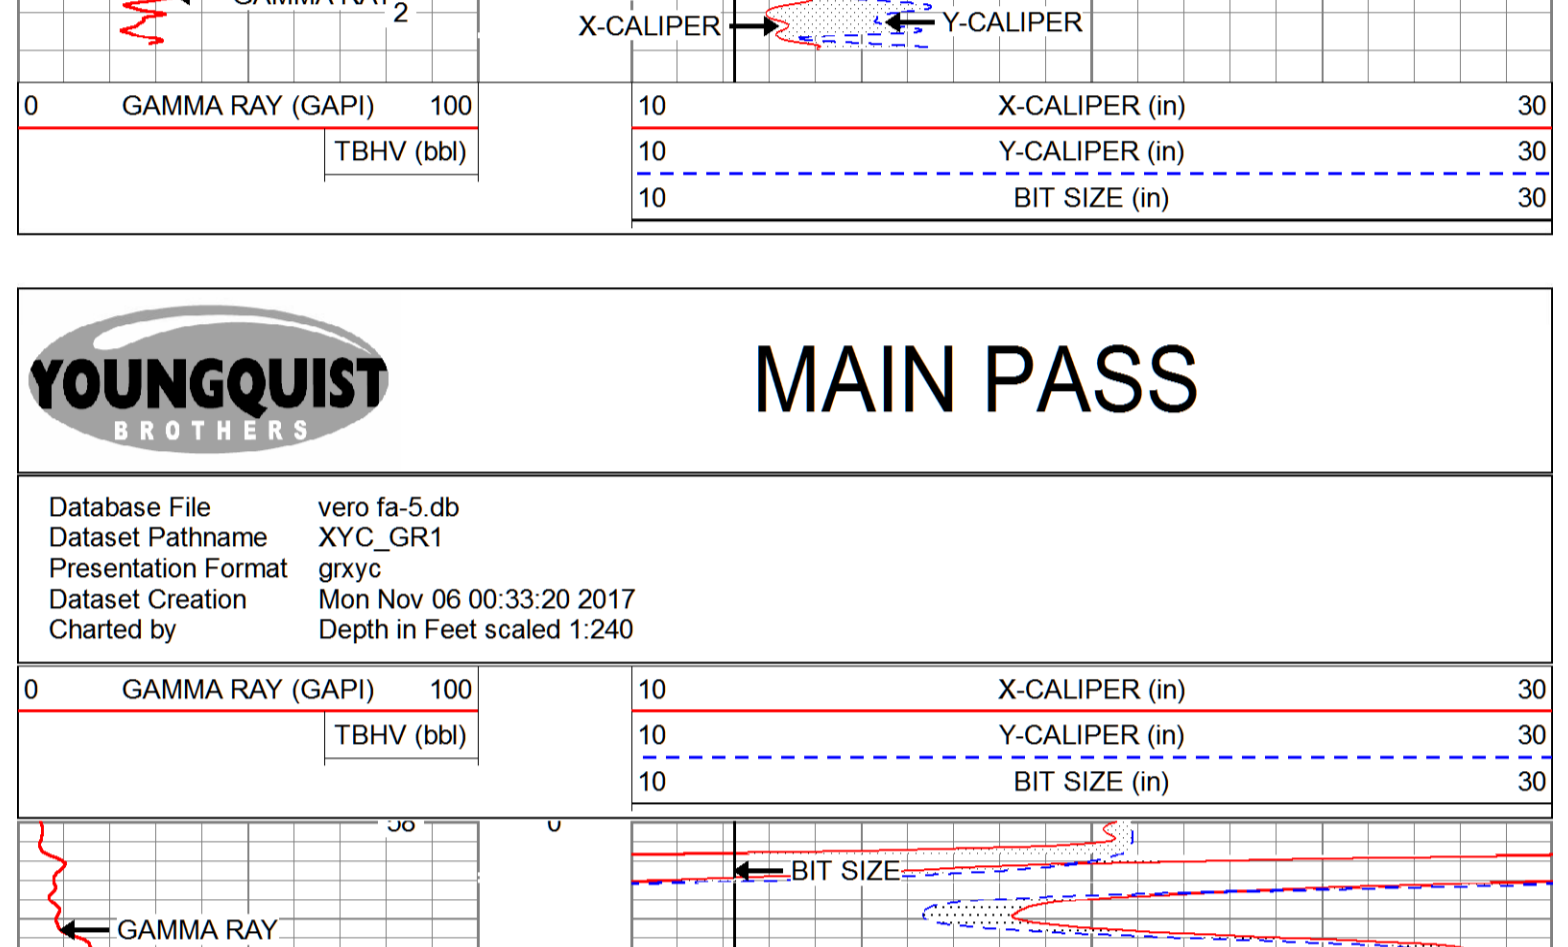 GAMMA RAY
2
X-CALIPER
Y-CALIPER
0 GAMMA RAY (GAPI) 100
10 X-CALIPER (in) 30
TBHV (bbl)
10 Y-CALIPER (in) 30
10 BIT SIZE (in) 30
YOUNGQUIST
BROTHERS
MAIN PASS
Database File vero fa-5.db
Dataset Pathname XYC_GR1
Presentation Format grxyc
Dataset Creation Mon Nov 06 00:33:20 2017
Charted by Depth in Feet scaled 1:240
0 GAMMA RAY (GAPI) 100
10 X-CALIPER (in) 30
TBHV (bbl)
10 Y-CALIPER (in) 30
10 BIT SIZE (in) 30
0
BIT SIZE
GAMMA RAY